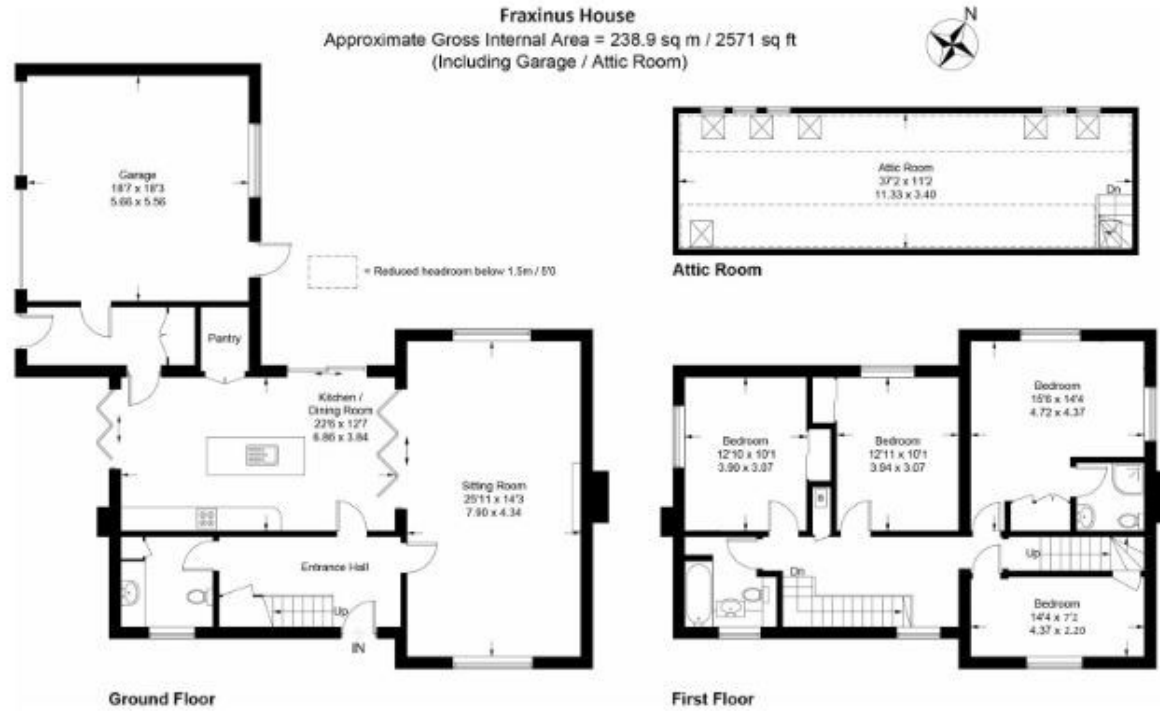 Fraxinus House
Approximate Gross Internal Area = 238.9 sq m / 2571 sq ft
(Including Garage / Attic Room)
N
Garage
18'7 x 18'3
5.66 x 5.56
= Reduced headroom below 1.5m / 5'0
Pantry
Kitchen /
Dining Room
22'6 x 12'7
6.86 x 3.84
Sitting Room
25'11 x 14'3
7.90 x 4.34
Entrance Hall
Up
IN
Ground Floor
Attic Room
37'2 x 11'2
11.33 x 3.40
Dn
Attic Room
Bedroom
15'6 x 14'4
4.72 x 4.37
Bedroom
12'10 x 10'1
3.90 x 3.07
Bedroom
12'11 x 10'1
3.94 x 3.07
B
Up
Dn
Bedroom
14'4 x 7'2
4.37 x 2.20
First Floor